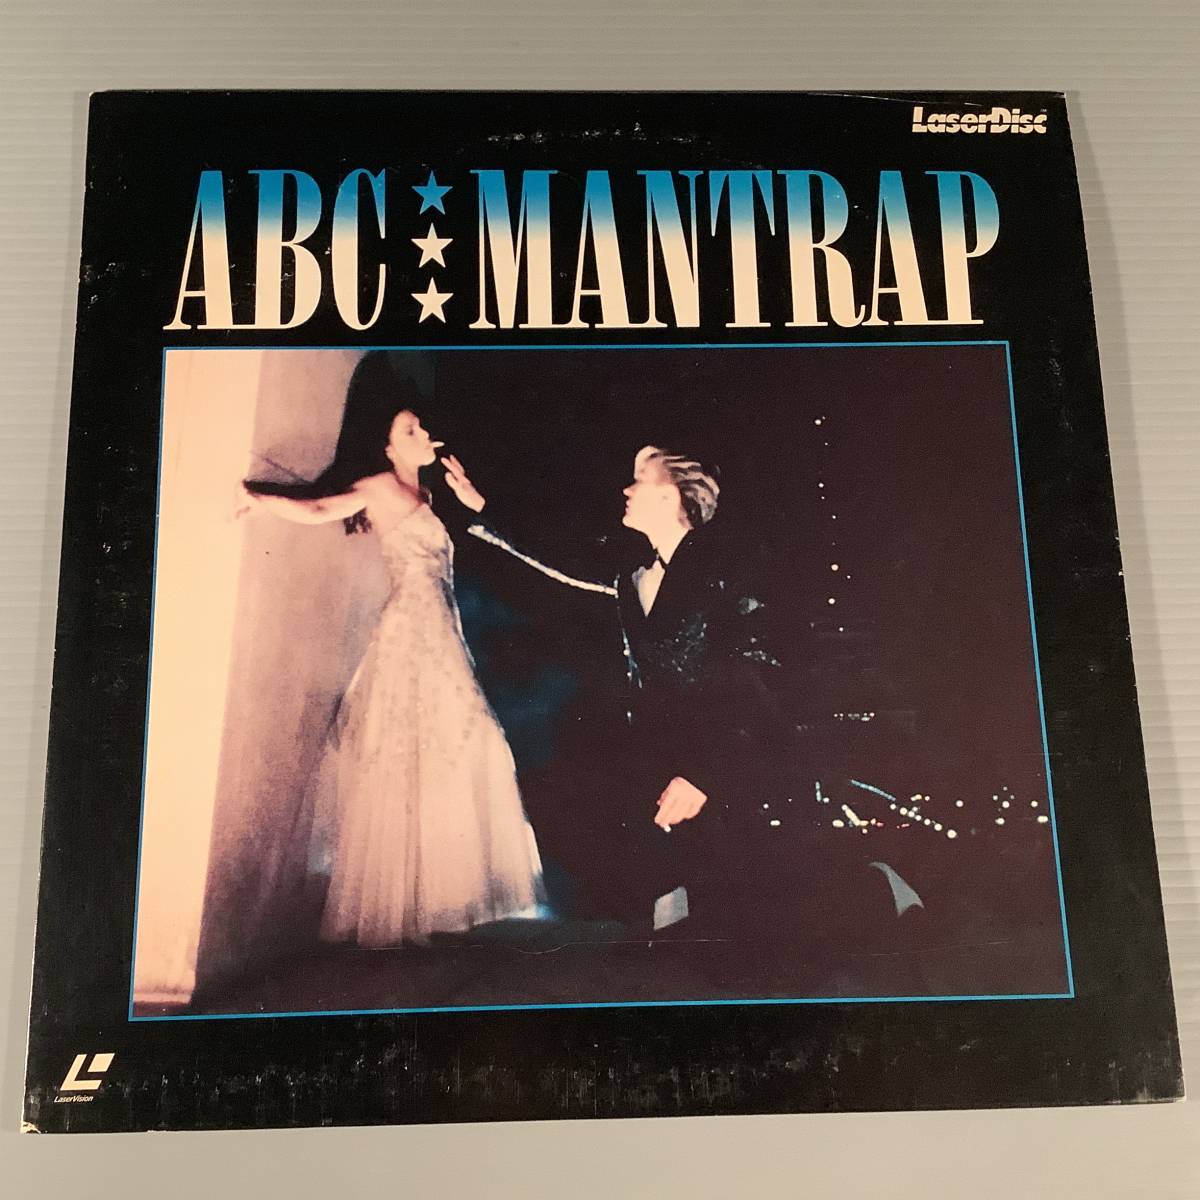 LaserDisc
ABC MANTRAP
LaserVision